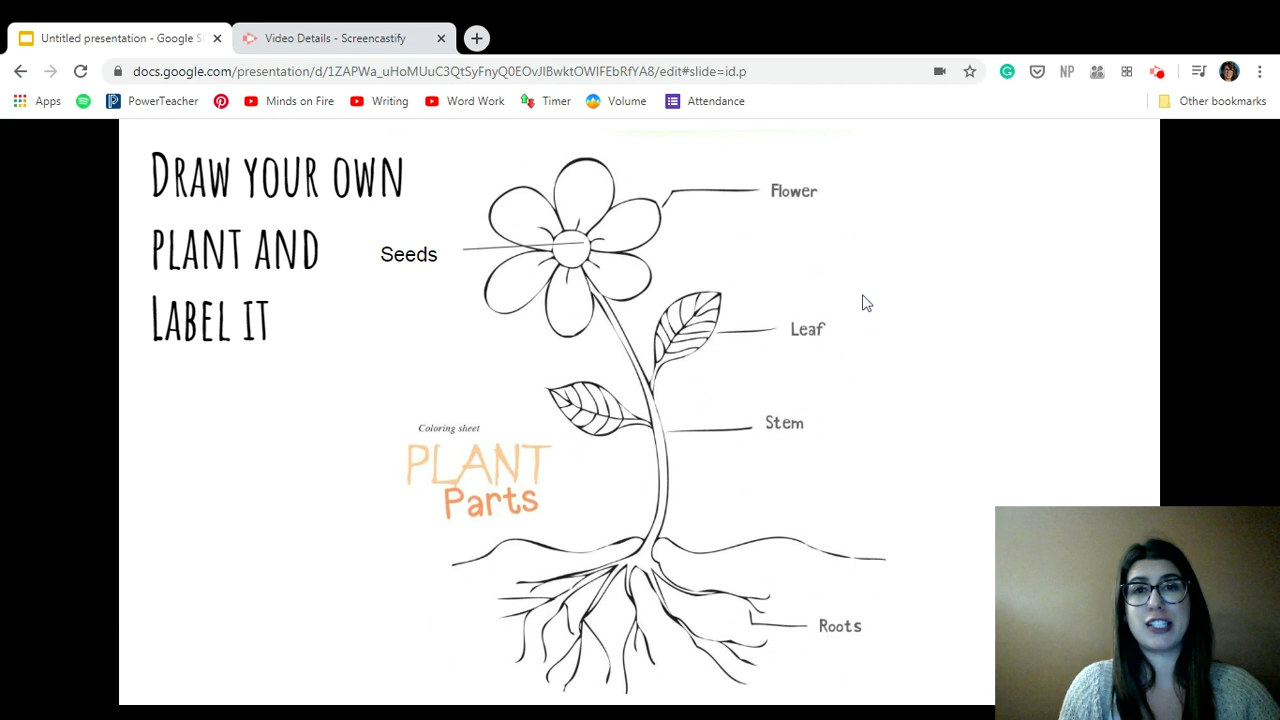 Untitled presentation - Google S
Video Details - Screencastify
docs.google.com/presentation/d/1ZAPWa_uHoMUuC3QtSyFnyQ0EOvJIBwktOWIFEbRfYA8/edit#slide=id.p
NP
Apps
PowerTeacher
Minds on Fire
Writing
Word Work
Timer
Volume
Attendance
Other bookmarks
Draw your own
plant and
Label it
Flower
Seeds
Leaf
Stem
Coloring sheet
PLANT
Parts
Roots